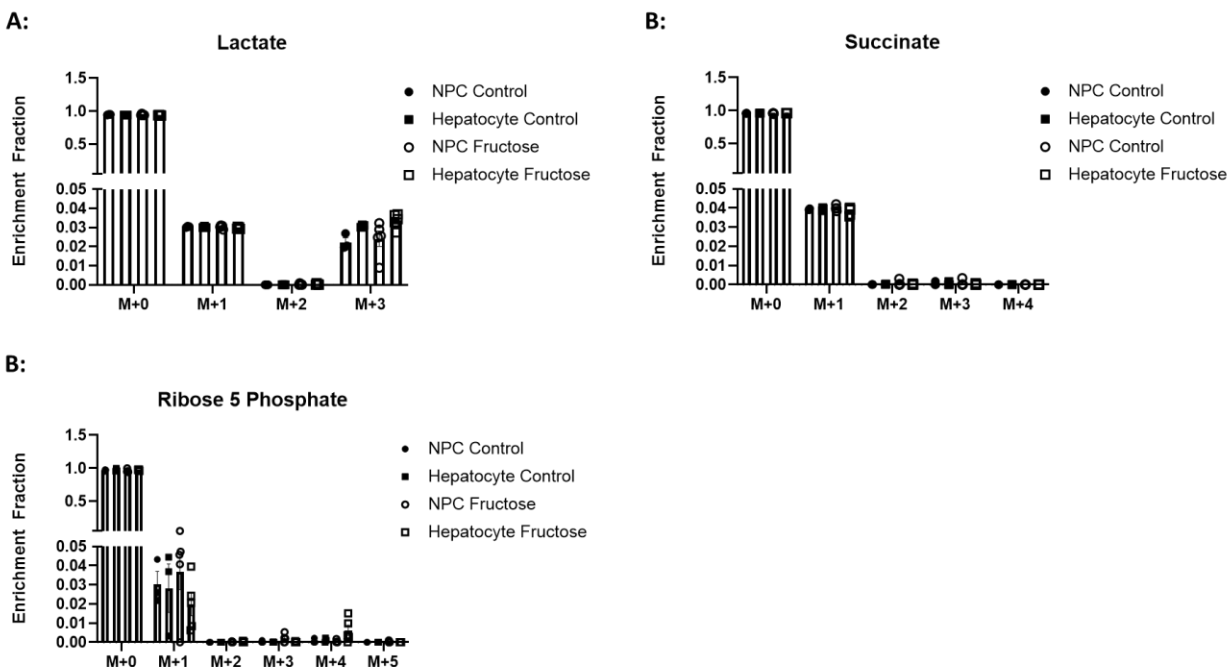 A:
Lactate
Enrichment Fraction
1.5
1.0
0.5
0.05
0.04
0.03
0.02
0.01
0.00
M+0 M+1 M+2 M+3
NPC Control
Hepatocyte Control
NPC Fructose
Hepatocyte Fructose
B:
Succinate
Enrichment Fraction
1.5
1.0
0.5
0.05
0.04
0.03
0.02
0.01
0.00
M+0 M+1 M+2 M+3 M+4
NPC Control
Hepatocyte Control
NPC Control
Hepatocyte Fructose
B:
Ribose 5 Phosphate
Enrichment Fraction
1.5
1.0
0.5
0.05
0.04
0.03
0.02
0.01
0.00
M+0 M+1 M+2 M+3 M+4 M+5
NPC Control
Hepatocyte Control
NPC Fructose
Hepatocyte Fructose